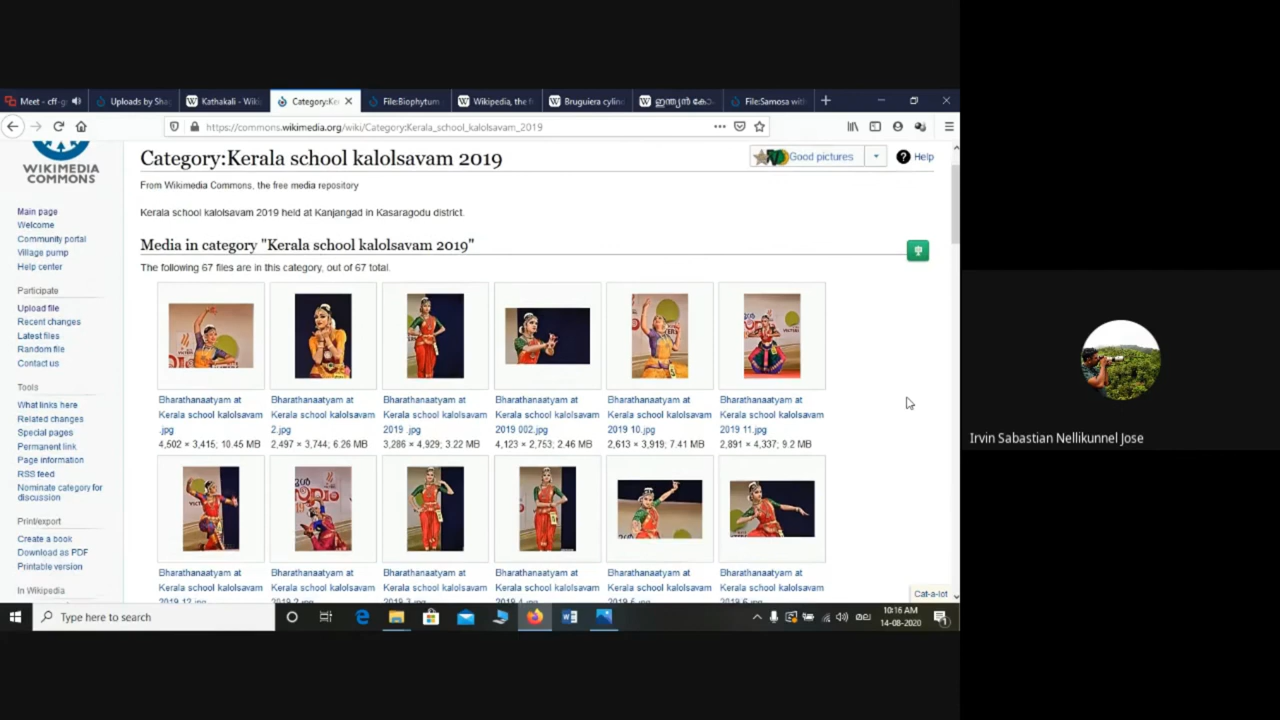 Meet - cff-g
Uploads by Sha
Kathakali - Wiki
Category:Ke
File:Biophytum
Wikipedia, the f
Bruguiera cylin
ഇന്ത്യൻ കോ
File:Samosa wit
https://commons.wikimedia.org/wiki/Category:Kerala_school_kalolsavam_2019
WIKIMEDIA
COMMONS
Main page
Welcome
Community portal
Village pump
Help center
Participate
Upload file
Recent changes
Latest files
Random file
Contact us
Tools
What links here
Related changes
Special pages
Permanent link
Page information
RSS feed
Nominate category for
discussion
Print/export
Create a book
Download as PDF
Printable version
In Wikipedia
Category:Kerala school kalolsavam 2019
Good pictures
Help
From Wikimedia Commons, the free media repository
Kerala school kalolsavam 2019 held at Kanjangad in Kasaragodu district.
Media in category "Kerala school kalolsavam 2019"
The following 67 files are in this category, out of 67 total.
Bharathanaatyam at
Kerala school kalolsavam
.jpg
4,502 × 3,415; 10.45 MB
Bharathanaatyam at
Kerala school kalolsavam
2.jpg
2,497 × 3,744; 6.26 MB
Bharathanaatyam at
Kerala school kalolsavam
2019 .jpg
3,286 × 4,929; 3.22 MB
Bharathanaatyam at
Kerala school kalolsavam
2019 002.jpg
4,123 × 2,753; 2.46 MB
Bharathanaatyam at
Kerala school kalolsavam
2019 10.jpg
2,613 × 3,919; 7.41 MB
Bharathanaatyam at
Kerala school kalolsavam
2019 11.jpg
2,891 × 4,337; 9.2 MB
Bharathanaatyam at
Kerala school kalolsavam
Bharathanaatyam at
Kerala school kalolsavam
Bharathanaatyam at
Kerala school kalolsavam
Bharathanaatyam at
Kerala school kalolsavam
Bharathanaatyam at
Kerala school kalolsavam
Bharathanaatyam at
Kerala school kalolsavam
Cat-a-lot
Type here to search
10:16 AM
14-08-2020
Irvin Sabastian Nellikunnel Jose